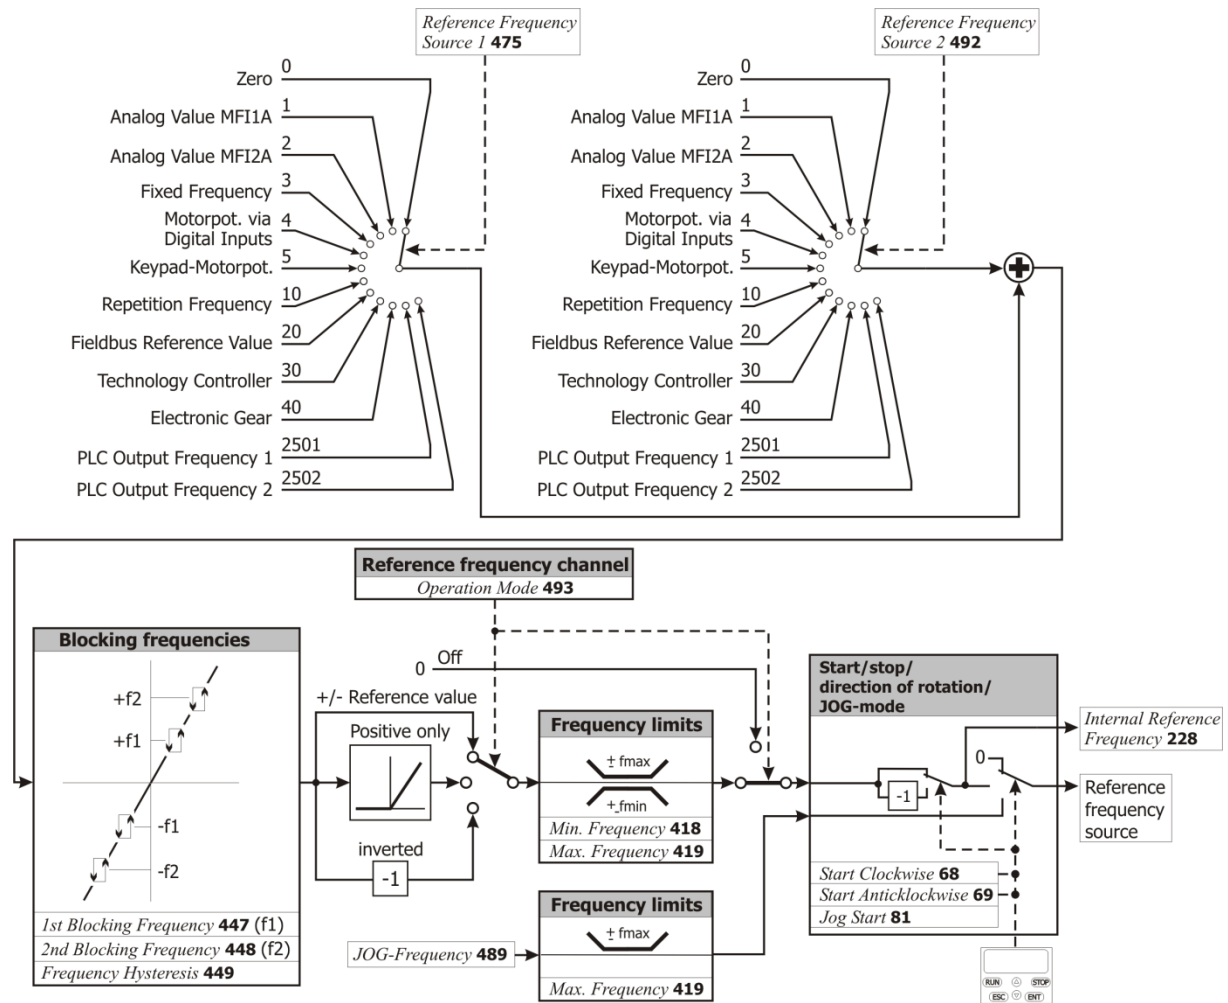 Reference Frequency
Source 1 475
Reference Frequency
Source 2 492
Zero 0
Analog Value MFI1A 1
Analog Value MFI2A 2
Fixed Frequency 3
Motorpot. via 4
Digital Inputs
Keypad-Motorpot. 5
Repetition Frequency 10
Fieldbus Reference Value 20
Technology Controller 30
Electronic Gear 40
PLC Output Frequency 1 2501
PLC Output Frequency 2 2502
Zero 0
Analog Value MFI1A 1
Analog Value MFI2A 2
Fixed Frequency 3
Motorpot. via 4
Digital Inputs
Keypad-Motorpot. 5
Repetition Frequency 10
Fieldbus Reference Value 20
Technology Controller 30
Electronic Gear 40
PLC Output Frequency 1 2501
PLC Output Frequency 2 2502
Reference frequency channel
Operation Mode 493
Blocking frequencies
+f2
+f1
-f1
-f2
1st Blocking Frequency 447 (f1)
2nd Blocking Frequency 448 (f2)
Frequency Hysteresis 449
0 Off
+/- Reference value
Positive only
inverted
-1
Frequency limits
± fmax
± fmin
Min. Frequency 418
Max. Frequency 419
Frequency limits
± fmax
Max. Frequency 419
JOG-Frequency 489
Start/stop/
direction of rotation/
JOG-mode
0
-1
Start Clockwise 68
Start Anticklockwise 69
Jog Start 81
Internal Reference
Frequency 228
Reference
frequency
source
RUN STOP
ESC ENT